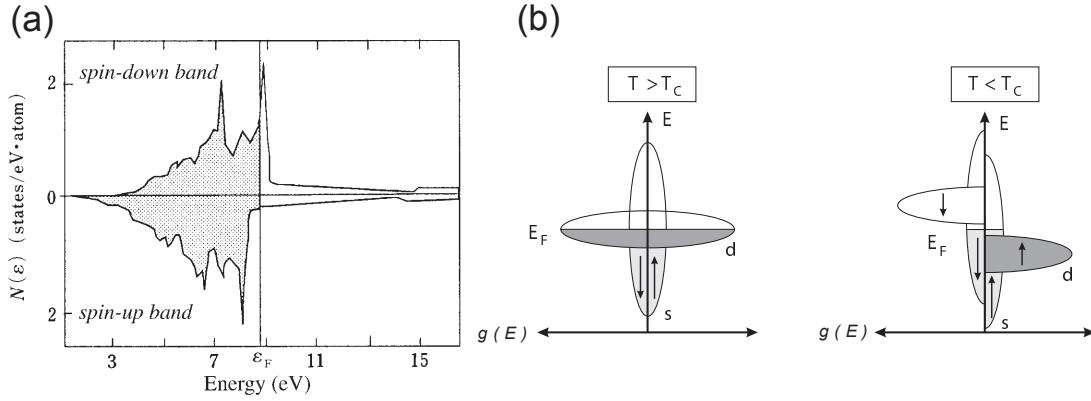 (a)
spin-down band
spin-up band
N(ε) (states/eV·atom)
2
0
2
3
7
ε_F
11
15
Energy (eV)
(b)
T > T_C
E
E_F
d
s
g(E)
T < T_C
E
E_F
d
s
g(E)